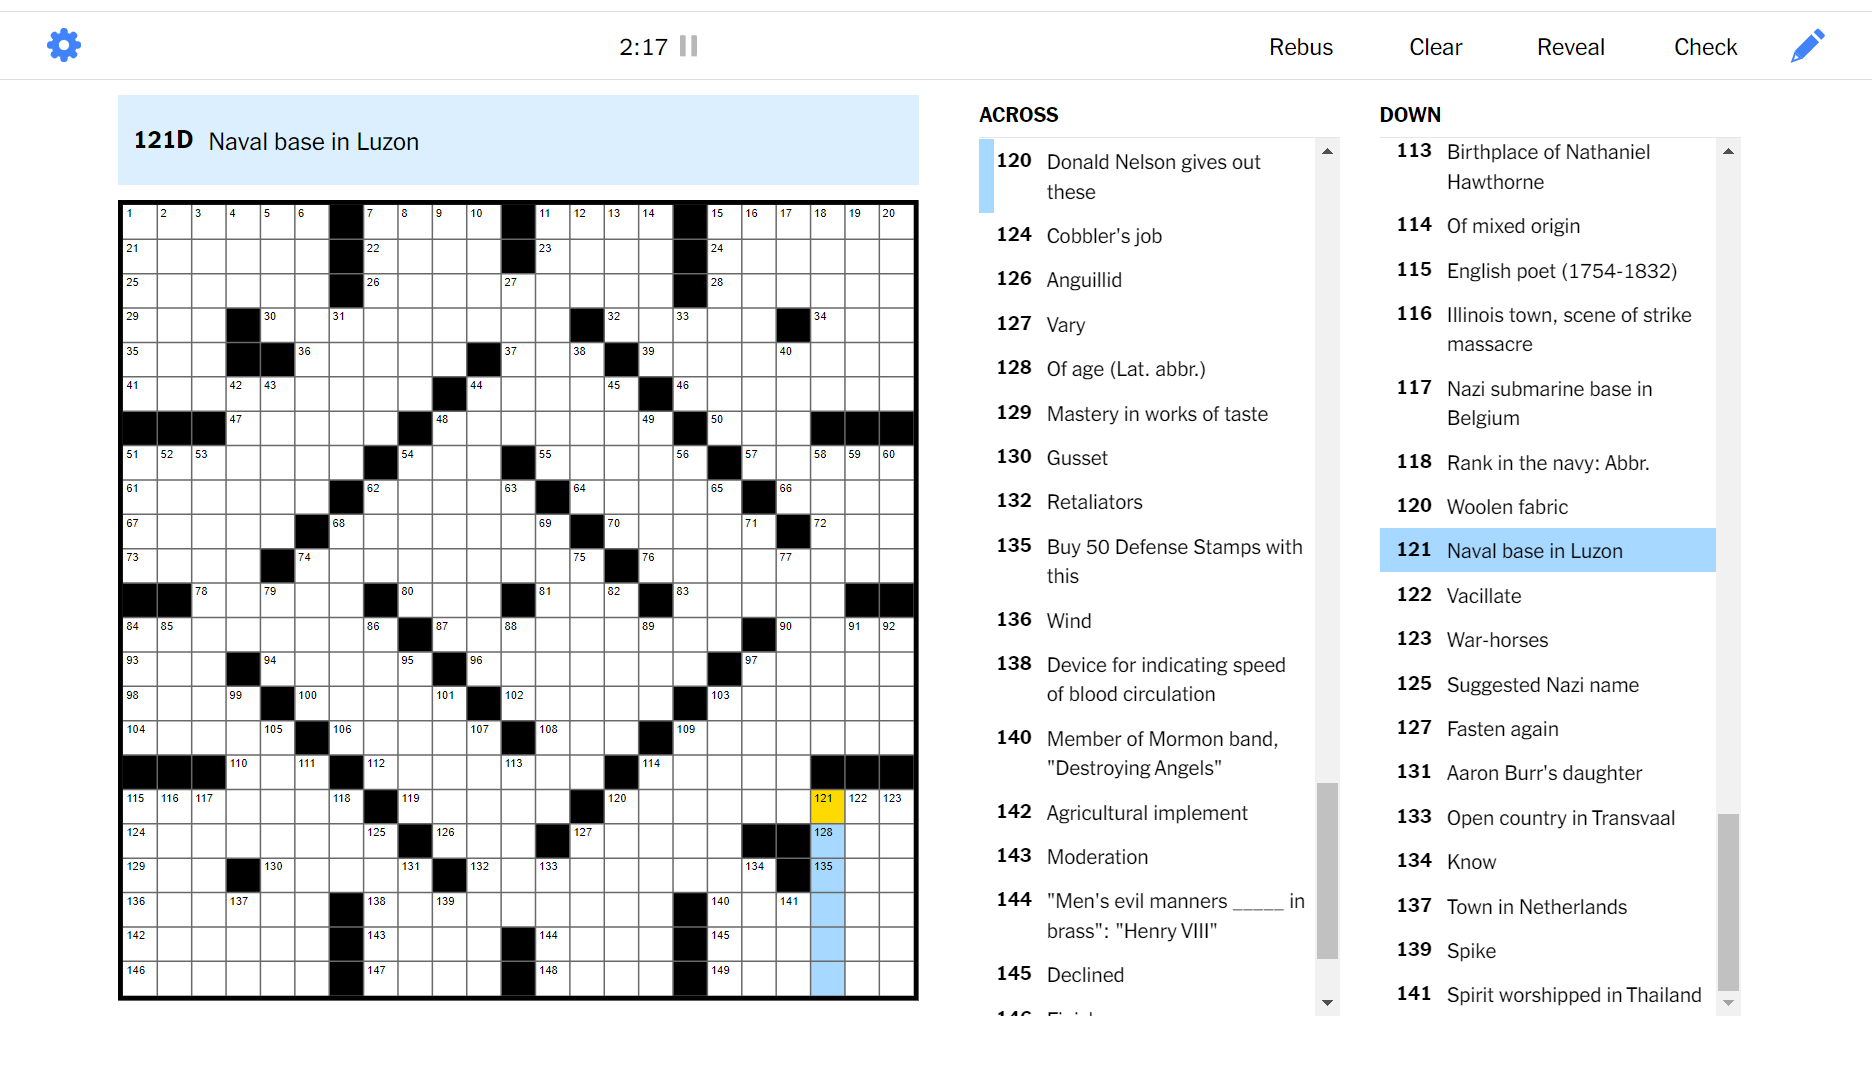 2:17
Rebus
Clear
Reveal
Check
121D Naval base in Luzon
1 2 3 4 5 6 7 8 9 10 11 12 13 14 15 16 17 18 19 20
21 22 23 24
25 26 27 28
29 30 31 32 33 34
35 36 37 38 39 40
41 42 43 44 45 46
47 48 49 50
51 52 53 54 55 56 57 58 59 60
61 62 63 64 65 66
67 68 69 70 71 72
73 74 75 76 77
78 79 80 81 82 83
84 85 86 87 88 89 90 91 92
93 94 95 96 97
98 99 100 101 102 103
104 105 106 107 108 109
110 111 112 113 114
115 116 117 118 119 120 121 122 123
124 125 126 127 128
129 130 131 132 133 134 135
136 137 138 139 140 141
142 143 144 145
146 147 148 149
ACROSS
120 Donald Nelson gives out
these
124 Cobbler's job
126 Anguillid
127 Vary
128 Of age (Lat. abbr.)
129 Mastery in works of taste
130 Gusset
132 Retaliators
135 Buy 50 Defense Stamps with
this
136 Wind
138 Device for indicating speed
of blood circulation
140 Member of Mormon band,
"Destroying Angels"
142 Agricultural implement
143 Moderation
144 "Men's evil manners _____ in
brass": "Henry VIII"
145 Declined
DOWN
113 Birthplace of Nathaniel
Hawthorne
114 Of mixed origin
115 English poet (1754-1832)
116 Illinois town, scene of strike
massacre
117 Nazi submarine base in
Belgium
118 Rank in the navy: Abbr.
120 Woolen fabric
121 Naval base in Luzon
122 Vacillate
123 War-horses
125 Suggested Nazi name
127 Fasten again
131 Aaron Burr's daughter
133 Open country in Transvaal
134 Know
137 Town in Netherlands
139 Spike
141 Spirit worshipped in Thailand